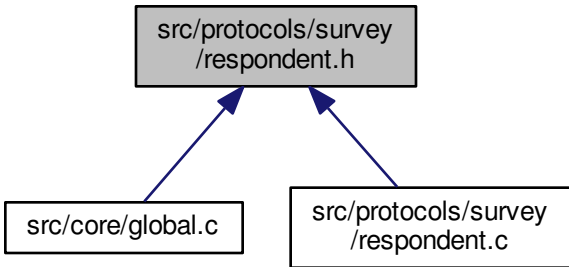 src/protocols/survey
/respondent.h
src/core/global.c
src/protocols/survey
/respondent.c